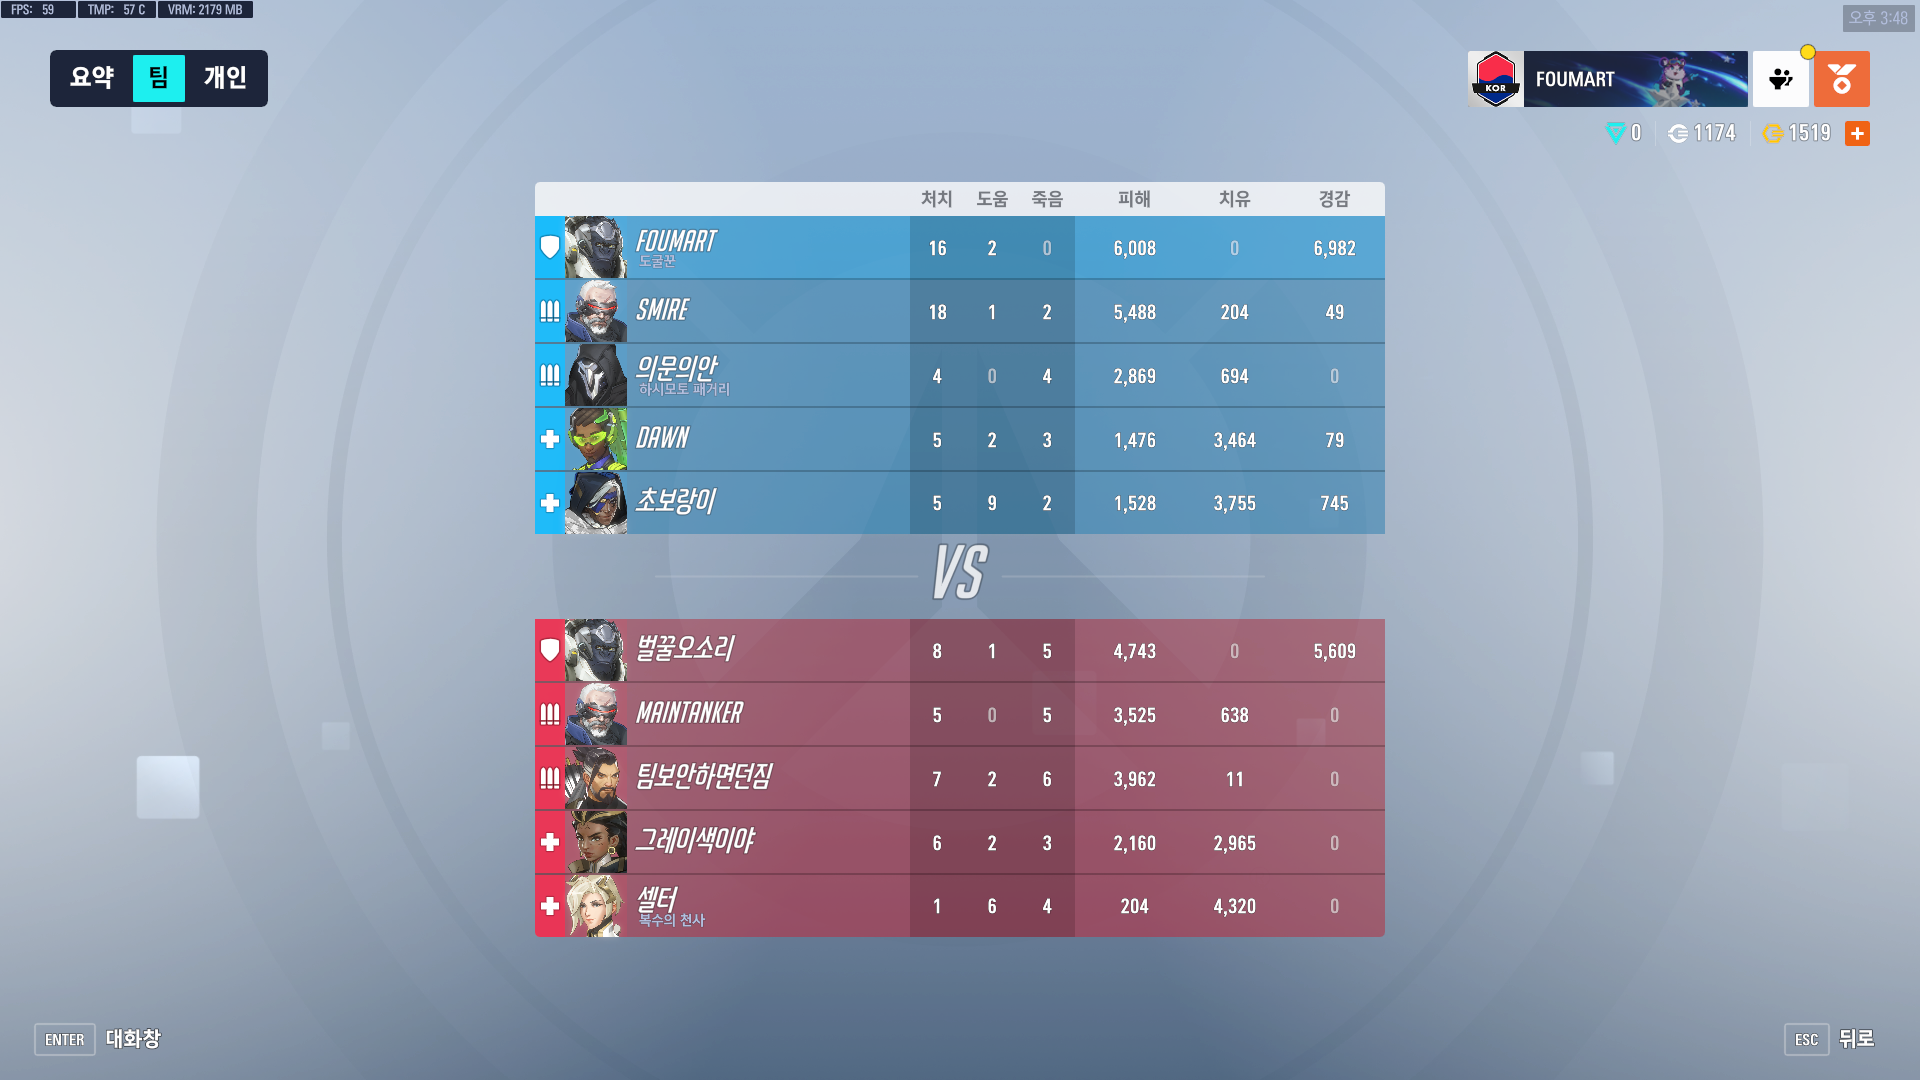 FPS: 59 TMP: 57 C VRM: 2179 MB
오후 3:48
요약 팀 개인
KOR FOUMART
0 1174 1519
처치 도움 죽음 피해 치유 경감
FOUMART 16 2 0 6,008 0 6,982
도굴꾼
SMIRE 18 1 2 5,488 204 49
의문의안 4 0 4 2,869 694 0
하시모토 패거리
DAWN 5 2 3 1,476 3,464 79
초보랑이 5 9 2 1,528 3,755 745
VS
벌꿀오소리 8 1 5 4,743 0 5,609
MAINTANKER 5 0 5 3,525 638 0
팀보안하면던짐 7 2 6 3,962 11 0
그레이색이야 6 2 3 2,160 2,965 0
셀터 1 6 4 204 4,320 0
복수의 천사
ENTER 대화창
ESC 뒤로